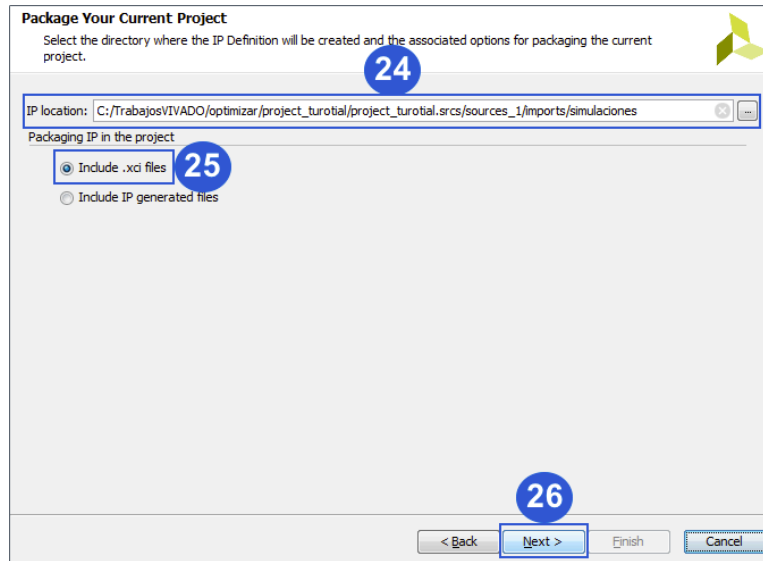 Package Your Current Project
Select the directory where the IP Definition will be created and the associated options for packaging the current
project.
24
IP location: C:/TrabajosVIVADO/optimizar/project_turotial/project_turotial.srcs/sources_1/imports/simulaciones ...
Packaging IP in the project
Include .xci files 25
Include IP generated files
26
< Back Next > Finish Cancel